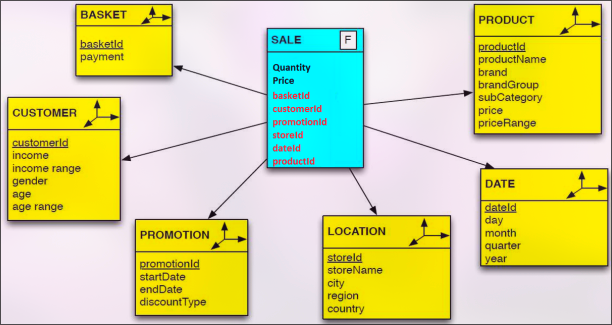 BASKET
basketId
payment
SALE
F
Quantity
Price
basketId
customerId
promotionId
storeId
dateId
productId
PRODUCT
productId
productName
brand
brandGroup
subCategory
price
priceRange
CUSTOMER
customerId
income
income range
gender
age
age range
PROMOTION
promotionId
startDate
endDate
discountType
LOCATION
storeId
storeName
city
region
country
DATE
dateId
day
month
quarter
year